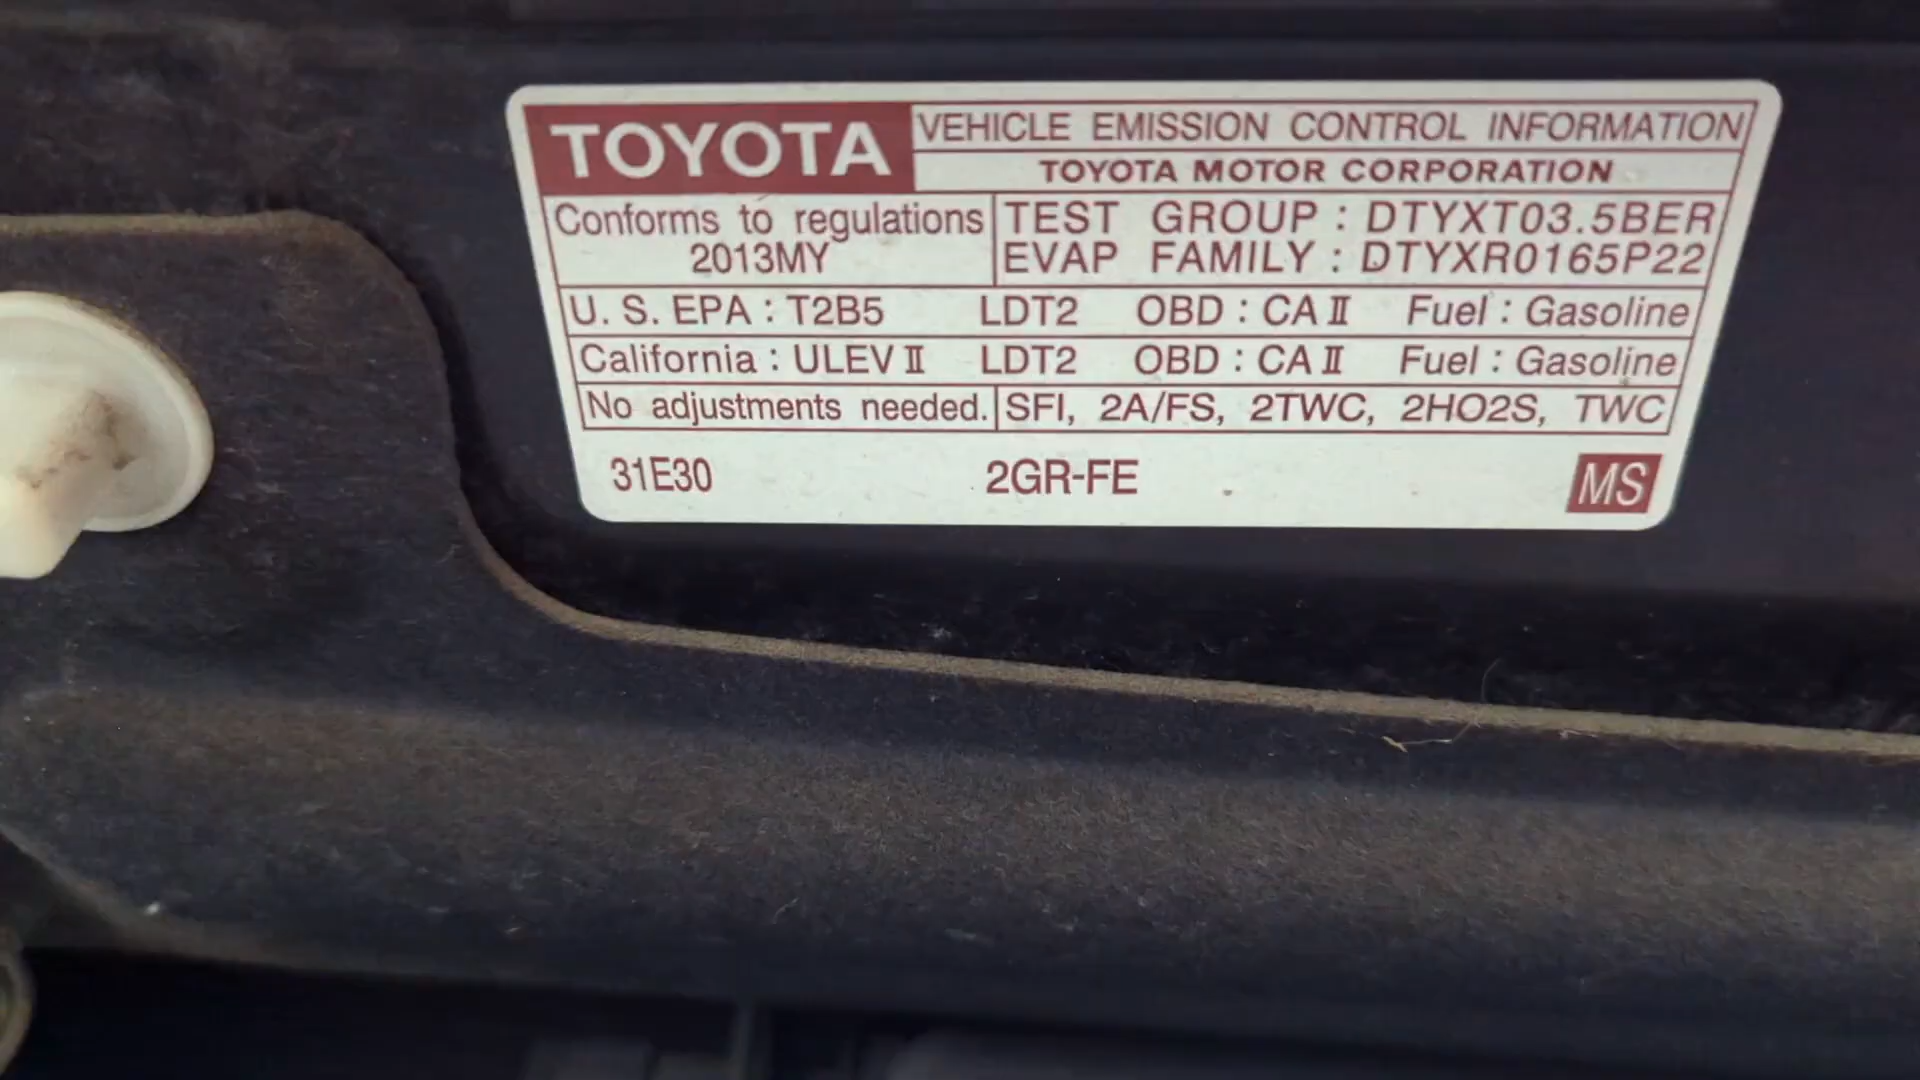 TOYOTA VEHICLE EMISSION CONTROL INFORMATION
TOYOTA MOTOR CORPORATION
Conforms to regulations
2013MY
TEST GROUP : DTYXT03.5BER
EVAP FAMILY : DTYXR0165P22
U. S. EPA : T2B5 LDT2 OBD : CA II Fuel : Gasoline
California : ULEV II LDT2 OBD : CA II Fuel : Gasoline
No adjustments needed. SFI, 2A/FS, 2TWC, 2HO2S, TWC
31E30 2GR-FE MS